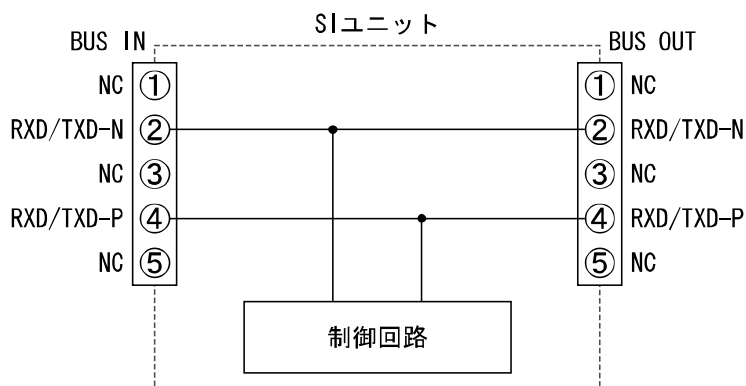 SIユニット
BUS IN
BUS OUT
NC ① ① NC
RXD/TXD-N ② ② RXD/TXD-N
NC ③ ③ NC
RXD/TXD-P ④ ④ RXD/TXD-P
NC ⑤ ⑤ NC
制御回路